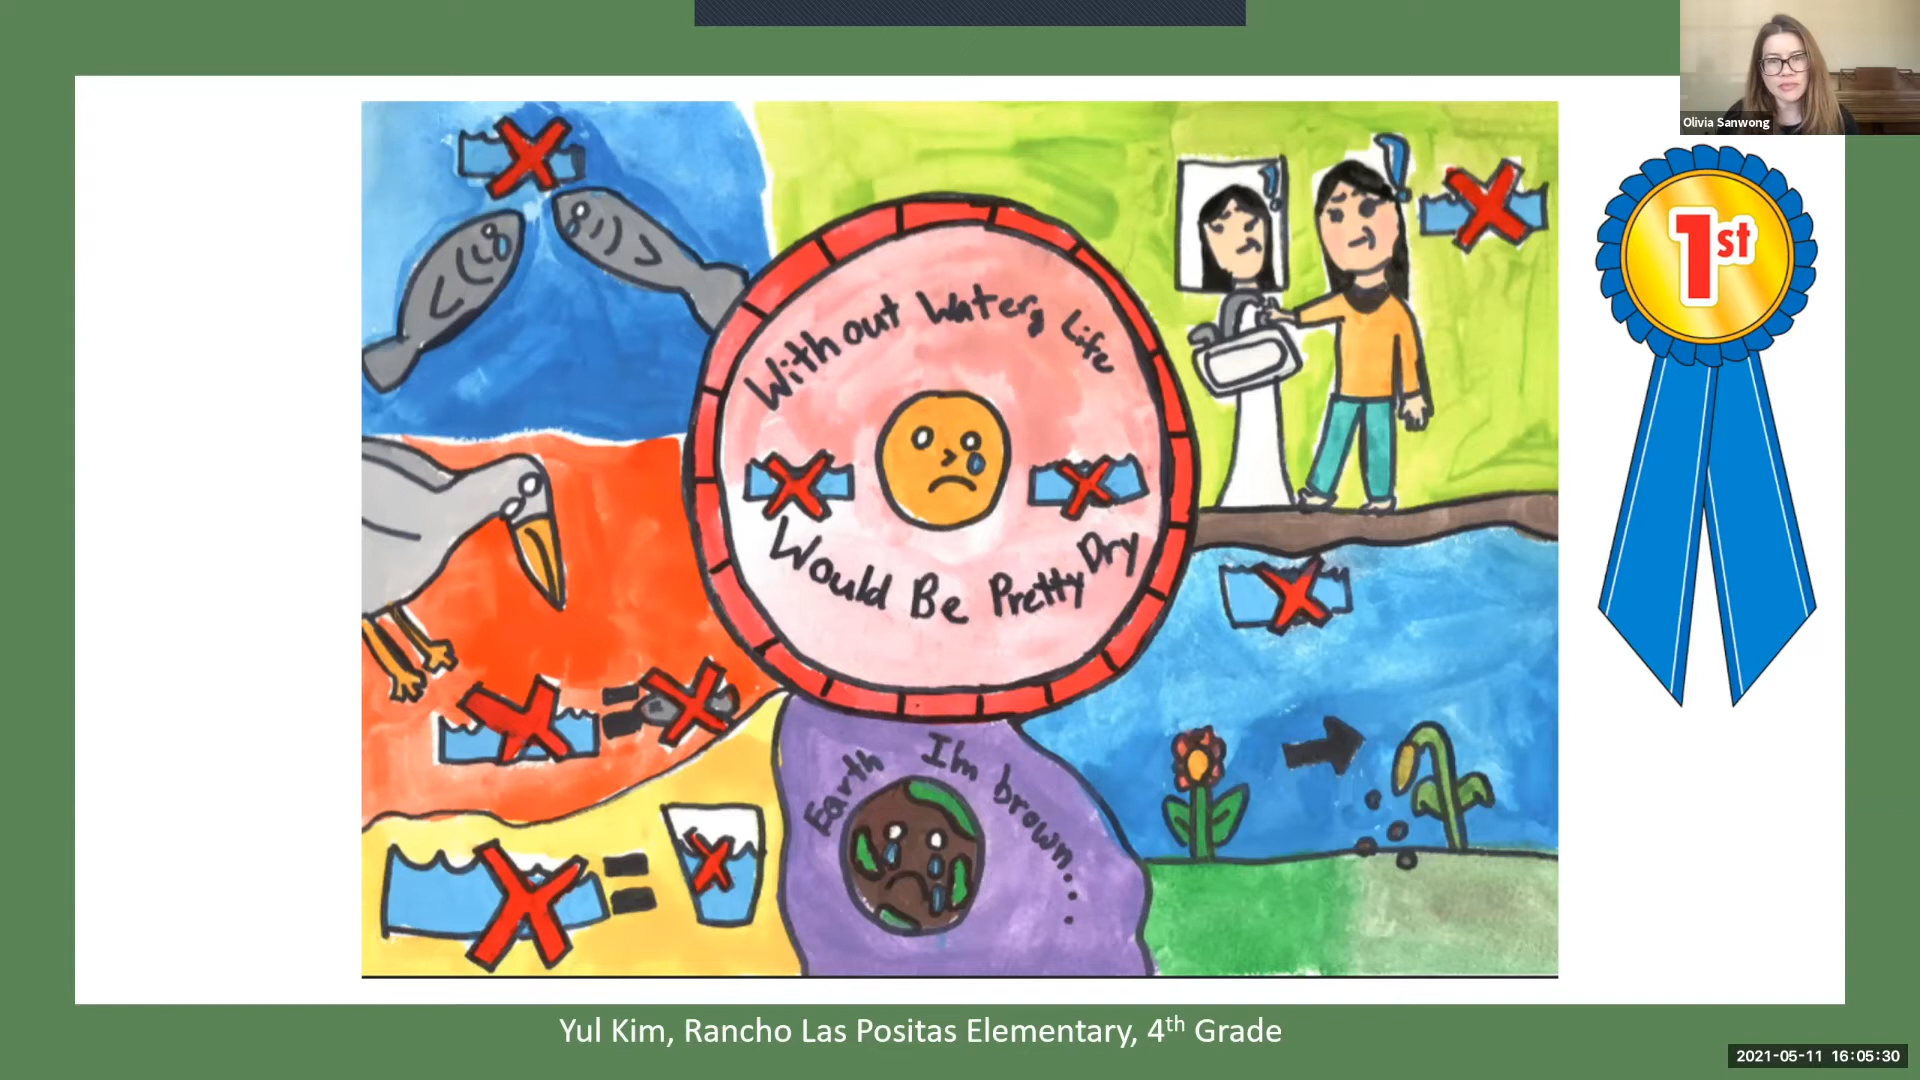 Olivia Sanwong
1st
Without Water, Life
Would Be Pretty Dry
Earth I'm brown...
Yul Kim, Rancho Las Positas Elementary, 4th Grade
2021-05-11 16:05:30